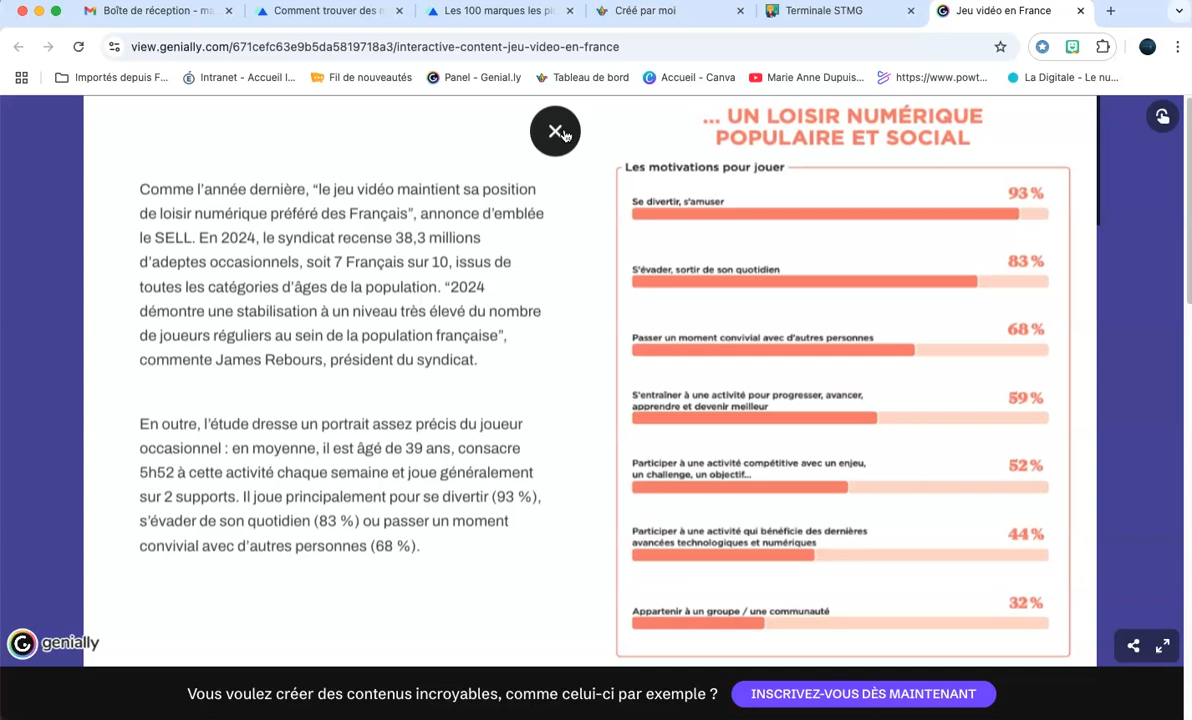 Boîte de réception - ma...
Comment trouver des n
Les 100 marques les pl
Créé par moi
Terminale STMG
Jeu vidéo en France
view.genially.com/671cefc63e9b5da5819718a3/interactive-content-jeu-video-en-france
Importés depuis F...
Intranet - Accueil I...
Fil de nouveautés
Panel - Genial.ly
Tableau de bord
Accueil - Canva
Marie Anne Dupuis...
https://www.powt...
La Digitale - Le nu...
Comme l'année dernière, “le jeu vidéo maintient sa position
de loisir numérique préféré des Français”, annonce d'emblée
le SELL. En 2024, le syndicat recense 38,3 millions
d'adeptes occasionnels, soit 7 Français sur 10, issus de
toutes les catégories d'âges de la population. “2024
démontre une stabilisation à un niveau très élevé du nombre
de joueurs réguliers au sein de la population française”,
commente James Rebours, président du syndicat.
En outre, l'étude dresse un portrait assez précis du joueur
occasionnel : en moyenne, il est âgé de 39 ans, consacre
5h52 à cette activité chaque semaine et joue généralement
sur 2 supports. Il joue principalement pour se divertir (93 %),
s'évader de son quotidien (83 %) ou passer un moment
convivial avec d'autres personnes (68 %).
... UN LOISIR NUMÉRIQUE
POPULAIRE ET SOCIAL
Les motivations pour jouer
Se divertir, s'amuser
93 %
S'évader, sortir de son quotidien
83 %
Passer un moment convivial avec d'autres personnes
68 %
S'entraîner à une activité pour progresser, avancer,
apprendre et devenir meilleur
59 %
Participer à une activité compétitive avec un enjeu,
un challenge, un objectif...
52 %
Participer à une activité qui bénéficie des dernières
avancées technologiques et numériques
44 %
Appartenir à un groupe / une communauté
32 %
genially
Vous voulez créer des contenus incroyables, comme celui-ci par exemple ?
INSCRIVEZ-VOUS DÈS MAINTENANT